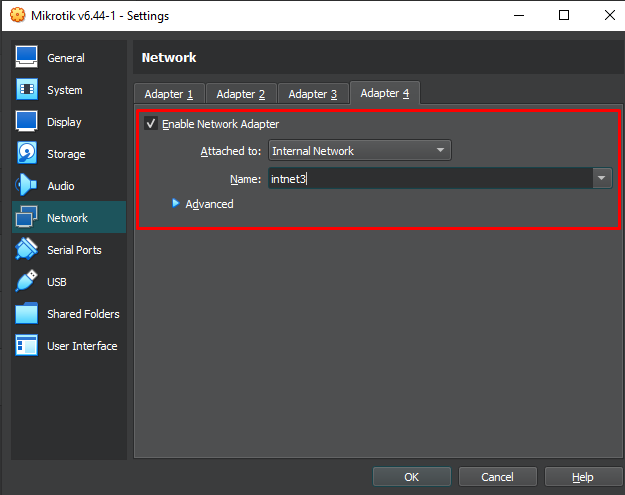 Mikrotik v6.44-1 - Settings
General
System
Display
Storage
Audio
Network
Serial Ports
USB
Shared Folders
User Interface
Network
Adapter 1 Adapter 2 Adapter 3 Adapter 4
Enable Network Adapter
Attached to: Internal Network
Name: intnet3
Advanced
OK Cancel Help